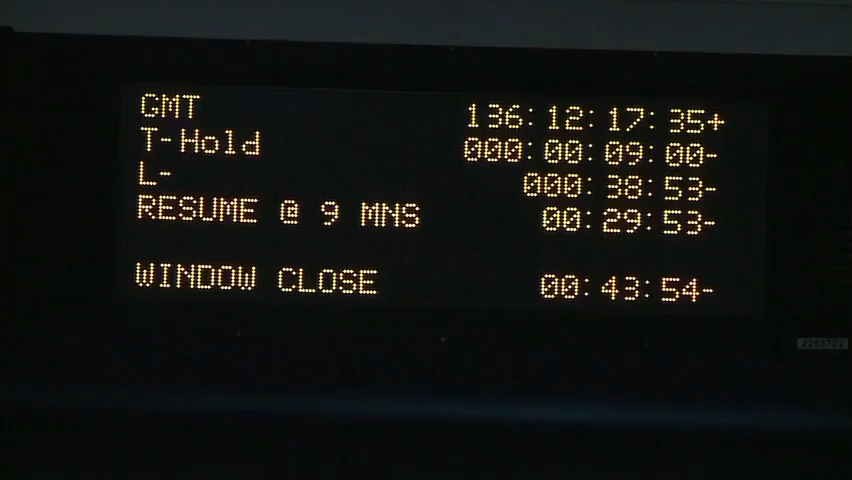 GMT 136:12:17:35+
T-Hold 000:00:09:00-
L- 000:38:53-
RESUME @ 9 MNS 00:29:53-
WINDOW CLOSE 00:43:54-
2283702